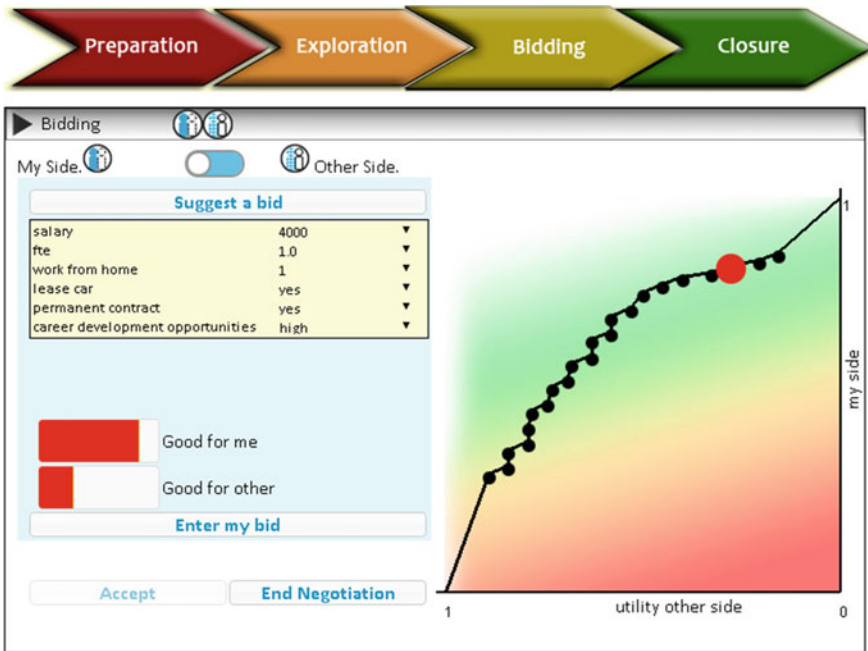 Preparation Exploration Bidding Closure
Bidding
My Side. Other Side.
Suggest a bid
salary 4000
fte 1.0
work from home 1
lease car yes
permanent contract yes
career development opportunities high
Good for me
Good for other
Enter my bid
Accept End Negotiation
1
my side
1 utility other side 0